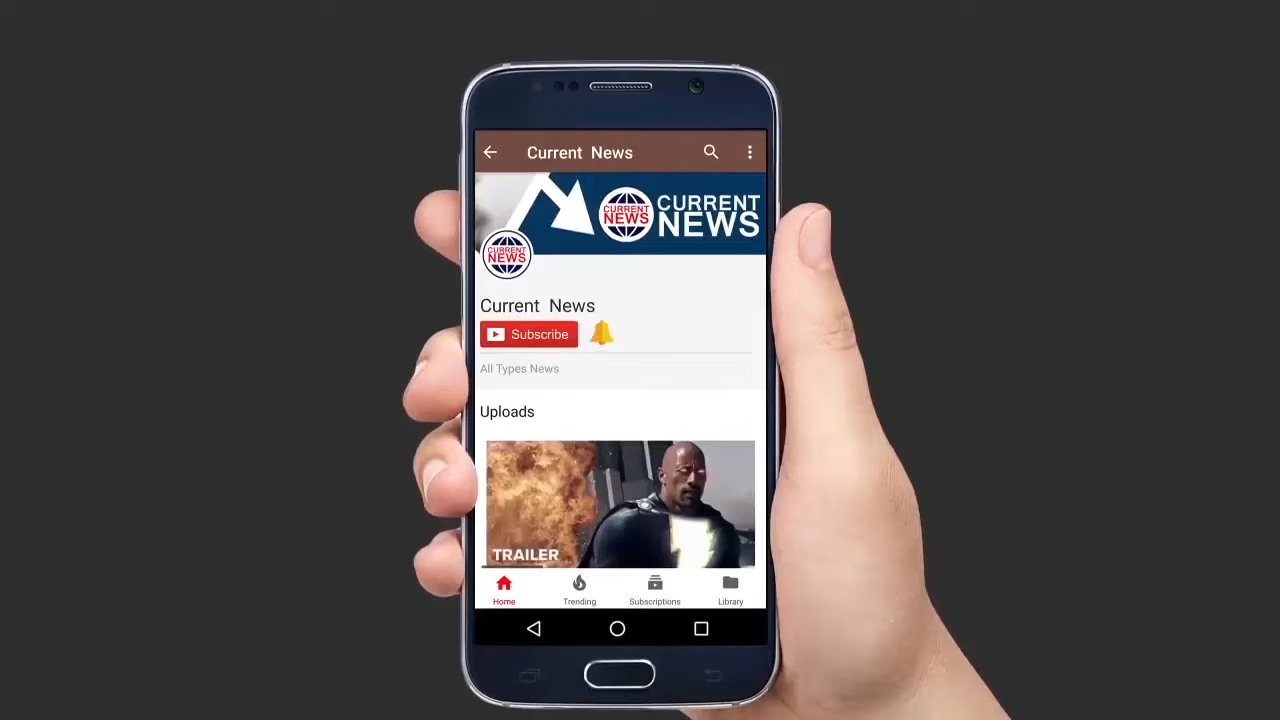 Current News
CURRENT
NEWS
CURRENT
NEWS
CURRENT
NEWS
Current News
Subscribe
All Types News
Uploads
TRAILER
Home Trending Subscriptions Library